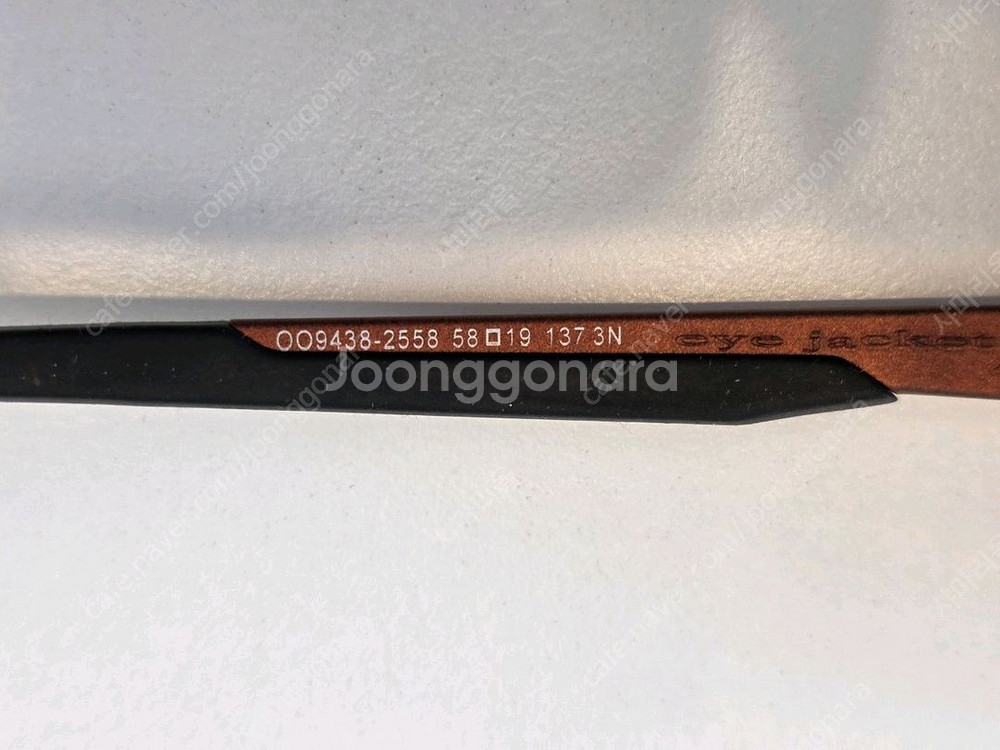 OO9438-2558 58□19 137 3N
eye jacket
Joonggonara